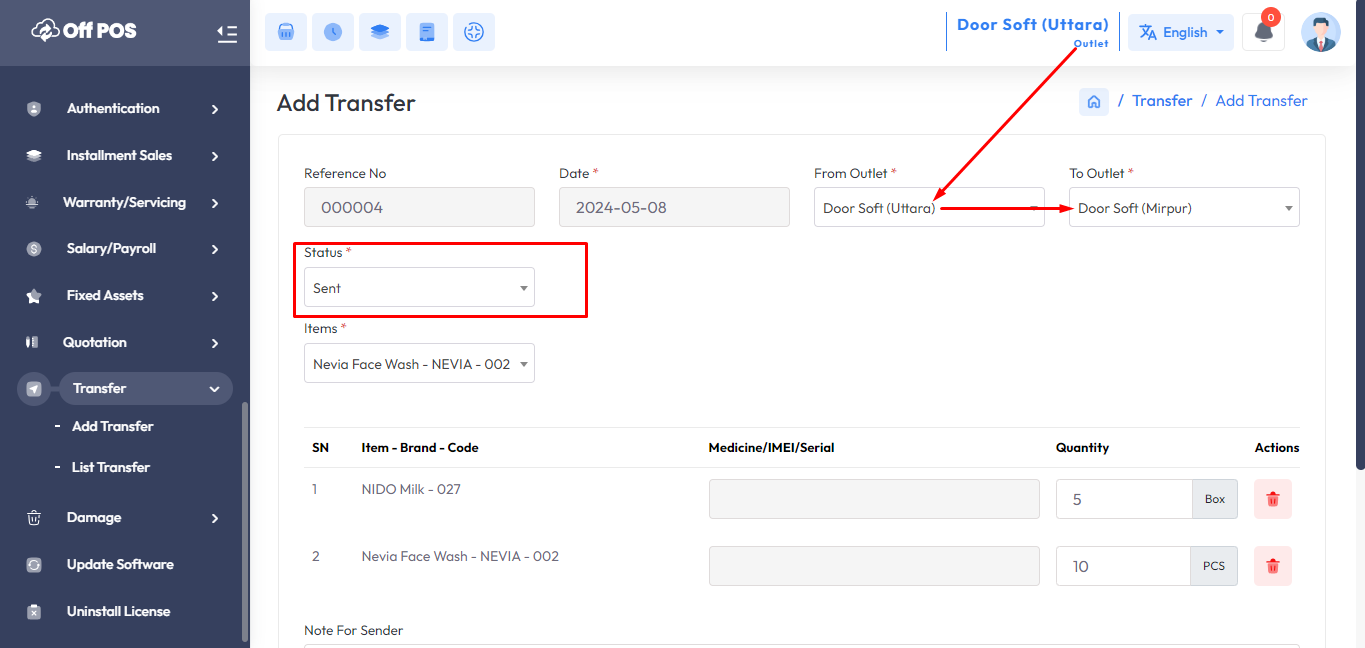 Off POS
Door Soft (Uttara)
Outlet
English
0
Authentication
Installment Sales
Warranty/Servicing
Salary/Payroll
Fixed Assets
Quotation
Transfer
- Add Transfer
- List Transfer
Damage
Update Software
Uninstall License
Add Transfer
/ Transfer / Add Transfer
Reference No
000004
Date *
2024-05-08
From Outlet *
Door Soft (Uttara)
To Outlet *
Door Soft (Mirpur)
Status *
Sent
Items *
Nevia Face Wash - NEVIA - 002
SN Item - Brand - Code Medicine/IMEI/Serial Quantity Actions
1 NIDO Milk - 027 5 Box
2 Nevia Face Wash - NEVIA - 002 10 PCS
Note For Sender